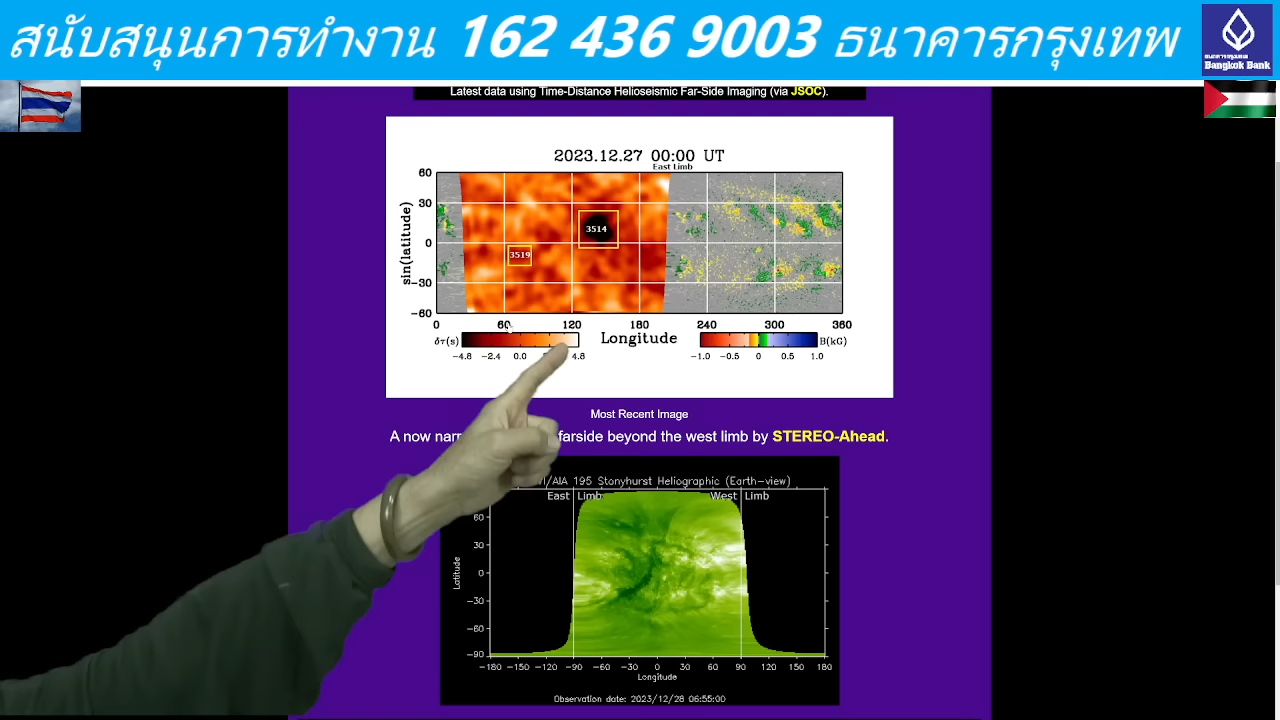 สนับสนุนการทำงาน 162 436 9003 ธนาคารกรุงเทพ
Bangkok Bank
Latest data using Time-Distance Helioseismic Far-Side Imaging (via JSOC).
2023.12.27 00:00 UT
East Limb
60
30
0
−30
−60
sin(latitude)
3514
3519
0 60 120 180 240 300 360
δτ(s) Longitude B(kG)
−4.8 −2.4 0.0 4.8 −1.0 −0.5 0 0.5 1.0
Most Recent Image
A now farside beyond the west limb by STEREO-Ahead.
/AIA 195 Stonyhurst Heliographic (Earth-view)
East Limb West Limb
60
30
0
−30
−60
−90
Latitude
−180 −150 −120 −90 −60 −30 0 30 60 90 120 150 180
Longitude
Observation date: 2023/12/28 06:55:00